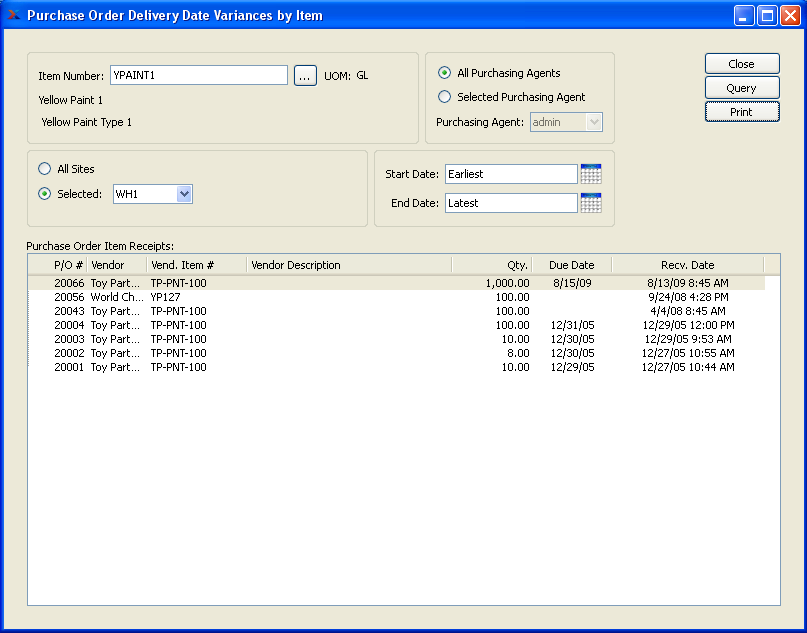 Purchase Order Delivery Date Variances by Item
Item Number: YPAINT1 ... UOM: GL
Yellow Paint 1
Yellow Paint Type 1
All Purchasing Agents
Selected Purchasing Agent
Purchasing Agent: admin
Close
Query
Print
All Sites
Selected: WH1
Start Date: Earliest
End Date: Latest
Purchase Order Item Receipts:
P/O # Vendor Vend. Item # Vendor Description Qty. Due Date Recv. Date
20066 Toy Part... TP-PNT-100 1,000.00 8/15/09 8/13/09 8:45 AM
20056 World Ch... YP127 100.00 9/24/08 4:28 PM
20043 Toy Part... TP-PNT-100 100.00 4/4/08 8:45 AM
20004 Toy Part... TP-PNT-100 100.00 12/31/05 12/29/05 12:00 PM
20003 Toy Part... TP-PNT-100 10.00 12/30/05 12/29/05 9:53 AM
20002 Toy Part... TP-PNT-100 8.00 12/30/05 12/27/05 10:55 AM
20001 Toy Part... TP-PNT-100 10.00 12/29/05 12/27/05 10:44 AM